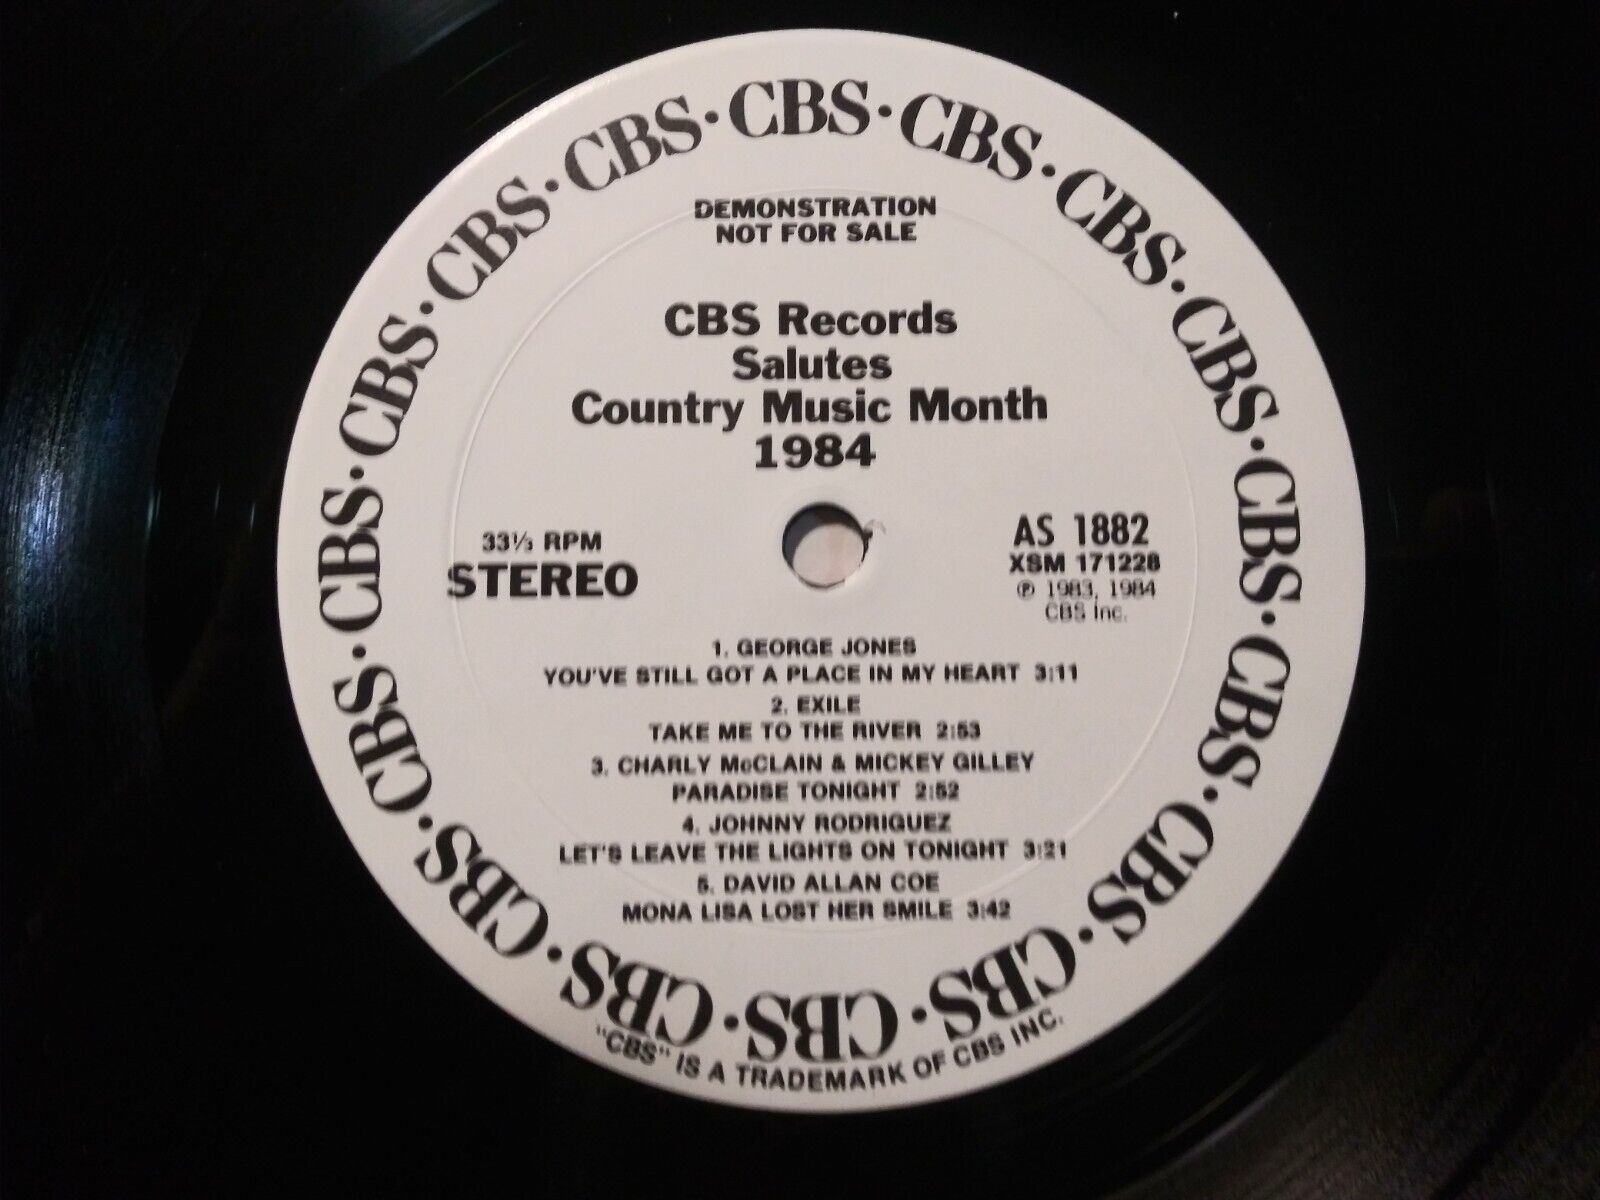 CBS · CBS · CBS · CBS · CBS · CBS · CBS · CBS · CBS · CBS · CBS · CBS · CBS · CBS · CBS · CBS ·
DEMONSTRATION
NOT FOR SALE
CBS Records
Salutes
Country Music Month
1984
33⅓ RPM
STEREO
AS 1882
XSM 171228
℗ 1983, 1984
CBS Inc.
1. GEORGE JONES
YOU'VE STILL GOT A PLACE IN MY HEART 3:11
2. EXILE
TAKE ME TO THE RIVER 2:53
3. CHARLY McCLAIN & MICKEY GILLEY
PARADISE TONIGHT 2:52
4. JOHNNY RODRIGUEZ
LET'S LEAVE THE LIGHTS ON TONIGHT 3:21
5. DAVID ALLAN COE
MONA LISA LOST HER SMILE 3:42
"CBS" IS A TRADEMARK OF CBS INC.